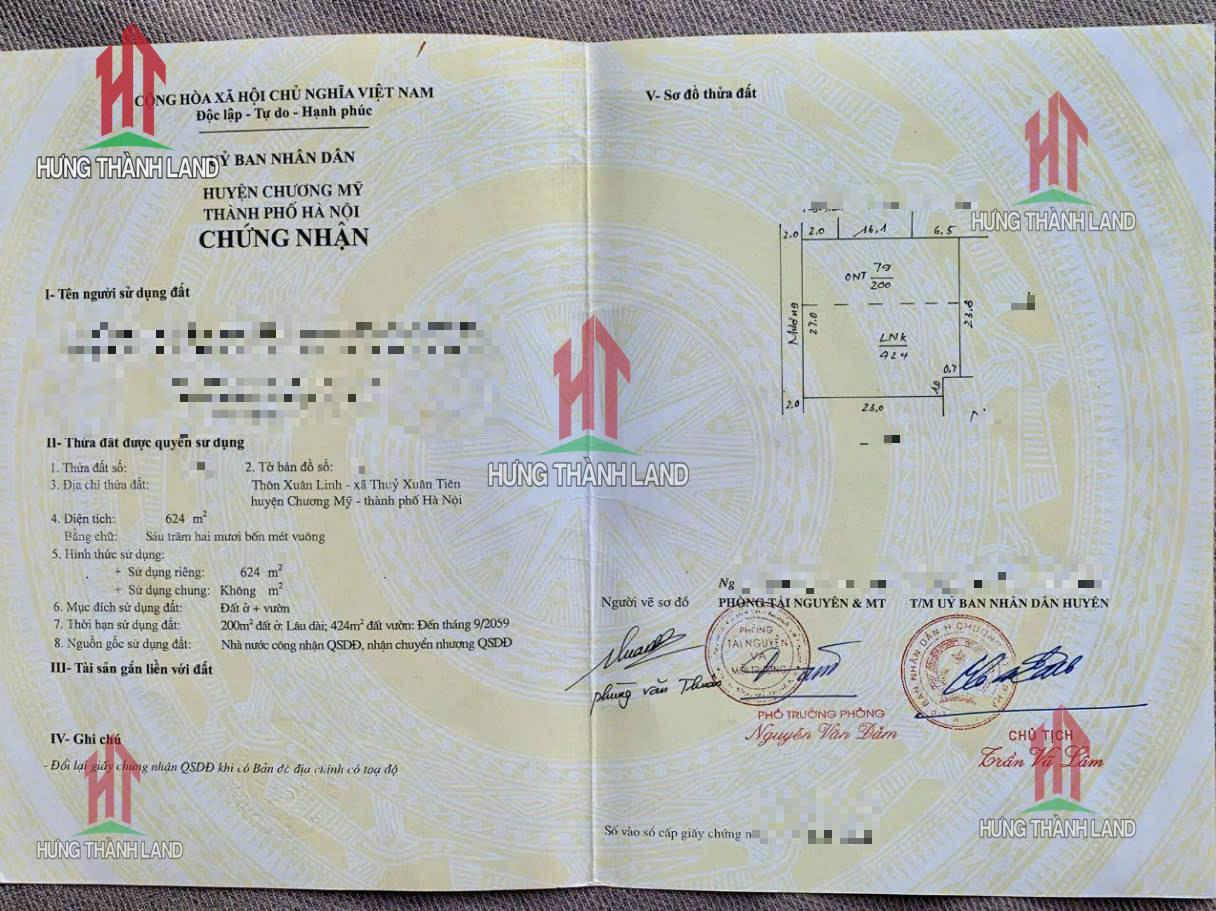 CỘNG HÒA XÃ HỘI CHỦ NGHĨA VIỆT NAM
Độc lập - Tự do - Hạnh phúc
HƯNG THÀNH LAND
UỶ BAN NHÂN DÂN
HUYỆN CHƯƠNG MỸ
THÀNH PHỐ HÀ NỘI
CHỨNG NHẬN
I- Tên người sử dụng đất
II- Thửa đất được quyền sử dụng
1. Thửa đất số: 2. Tờ bản đồ số:
3. Địa chỉ thửa đất: Thôn Xuân Linh - xã Thuỷ Xuân Tiên
huyện Chương Mỹ - thành phố Hà Nội
4. Diện tích: 624 m²
Bằng chữ: Sáu trăm hai mươi bốn mét vuông
5. Hình thức sử dụng:
+ Sử dụng riêng: 624 m²
+ Sử dụng chung: Không m²
6. Mục đích sử dụng đất: Đất ở + vườn
7. Thời hạn sử dụng đất: 200m² đất ở: Lâu dài; 424m² đất vườn: Đến tháng 9/2059
8. Nguồn gốc sử dụng đất: Nhà nước công nhận QSDĐ, nhận chuyển nhượng QSDĐ
III- Tài sản gắn liền với đất
IV- Ghi chú
- Đổi lại giấy chứng nhận QSDĐ khi có Bản đồ địa chính có toạ độ
HƯNG THÀNH LAND
HƯNG THÀNH LAND
V- Sơ đồ thửa đất
HƯNG THÀNH LAND
2.0 2.0 16,1 6,5
ONT 79
200
Mương
27,0
23,8
LNK
424
0,7
2.0
23,0
Người vẽ sơ đồ PHÒNG TÀI NGUYÊN & MT T/M UỶ BAN NHÂN DÂN HUYỆN
PHÒNG
TÀI NGUYÊN
VÀ
MÔI TRƯỜNG
Phùng Văn Thuần
PHÓ TRƯỞNG PHÒNG
Nguyễn Văn Đảm
CHỦ TỊCH
Trần Vũ Lâm
Số vào sổ cấp giấy chứng
HƯNG THÀNH LAND